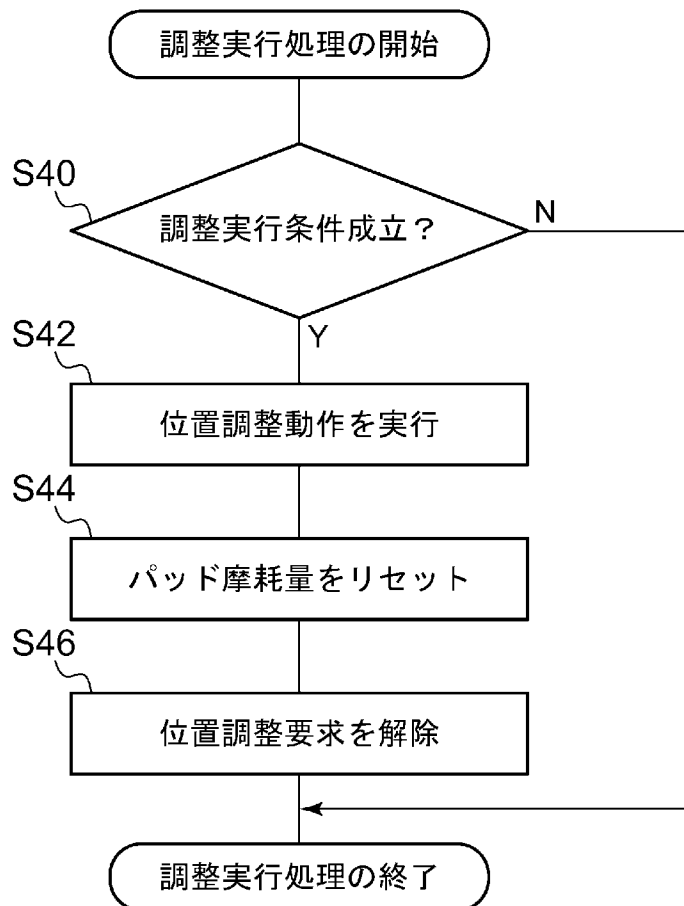 調整実行処理の開始
S40
調整実行条件成立？
N
Y
S42
位置調整動作を実行
S44
パッド摩耗量をリセット
S46
位置調整要求を解除
調整実行処理の終了